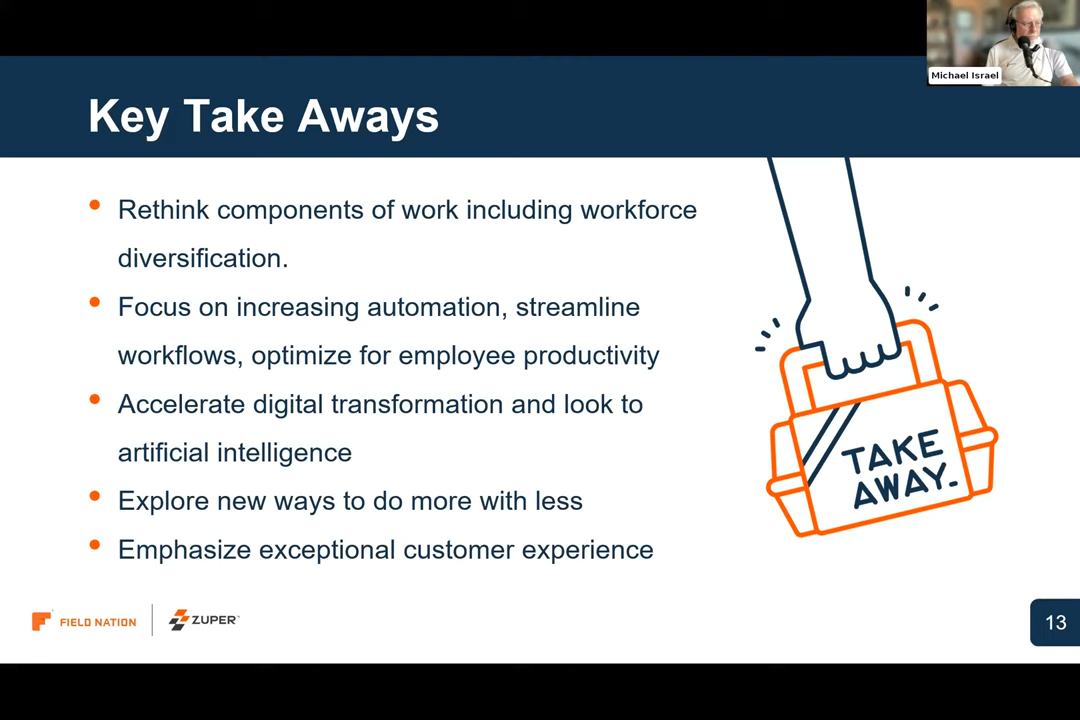 Michael Israel
Key Take Aways
• Rethink components of work including workforce
diversification.
• Focus on increasing automation, streamline
workflows, optimize for employee productivity
• Accelerate digital transformation and look to
artificial intelligence
• Explore new ways to do more with less
• Emphasize exceptional customer experience
TAKE
AWAY.
FIELD NATION
ZUPER™
13